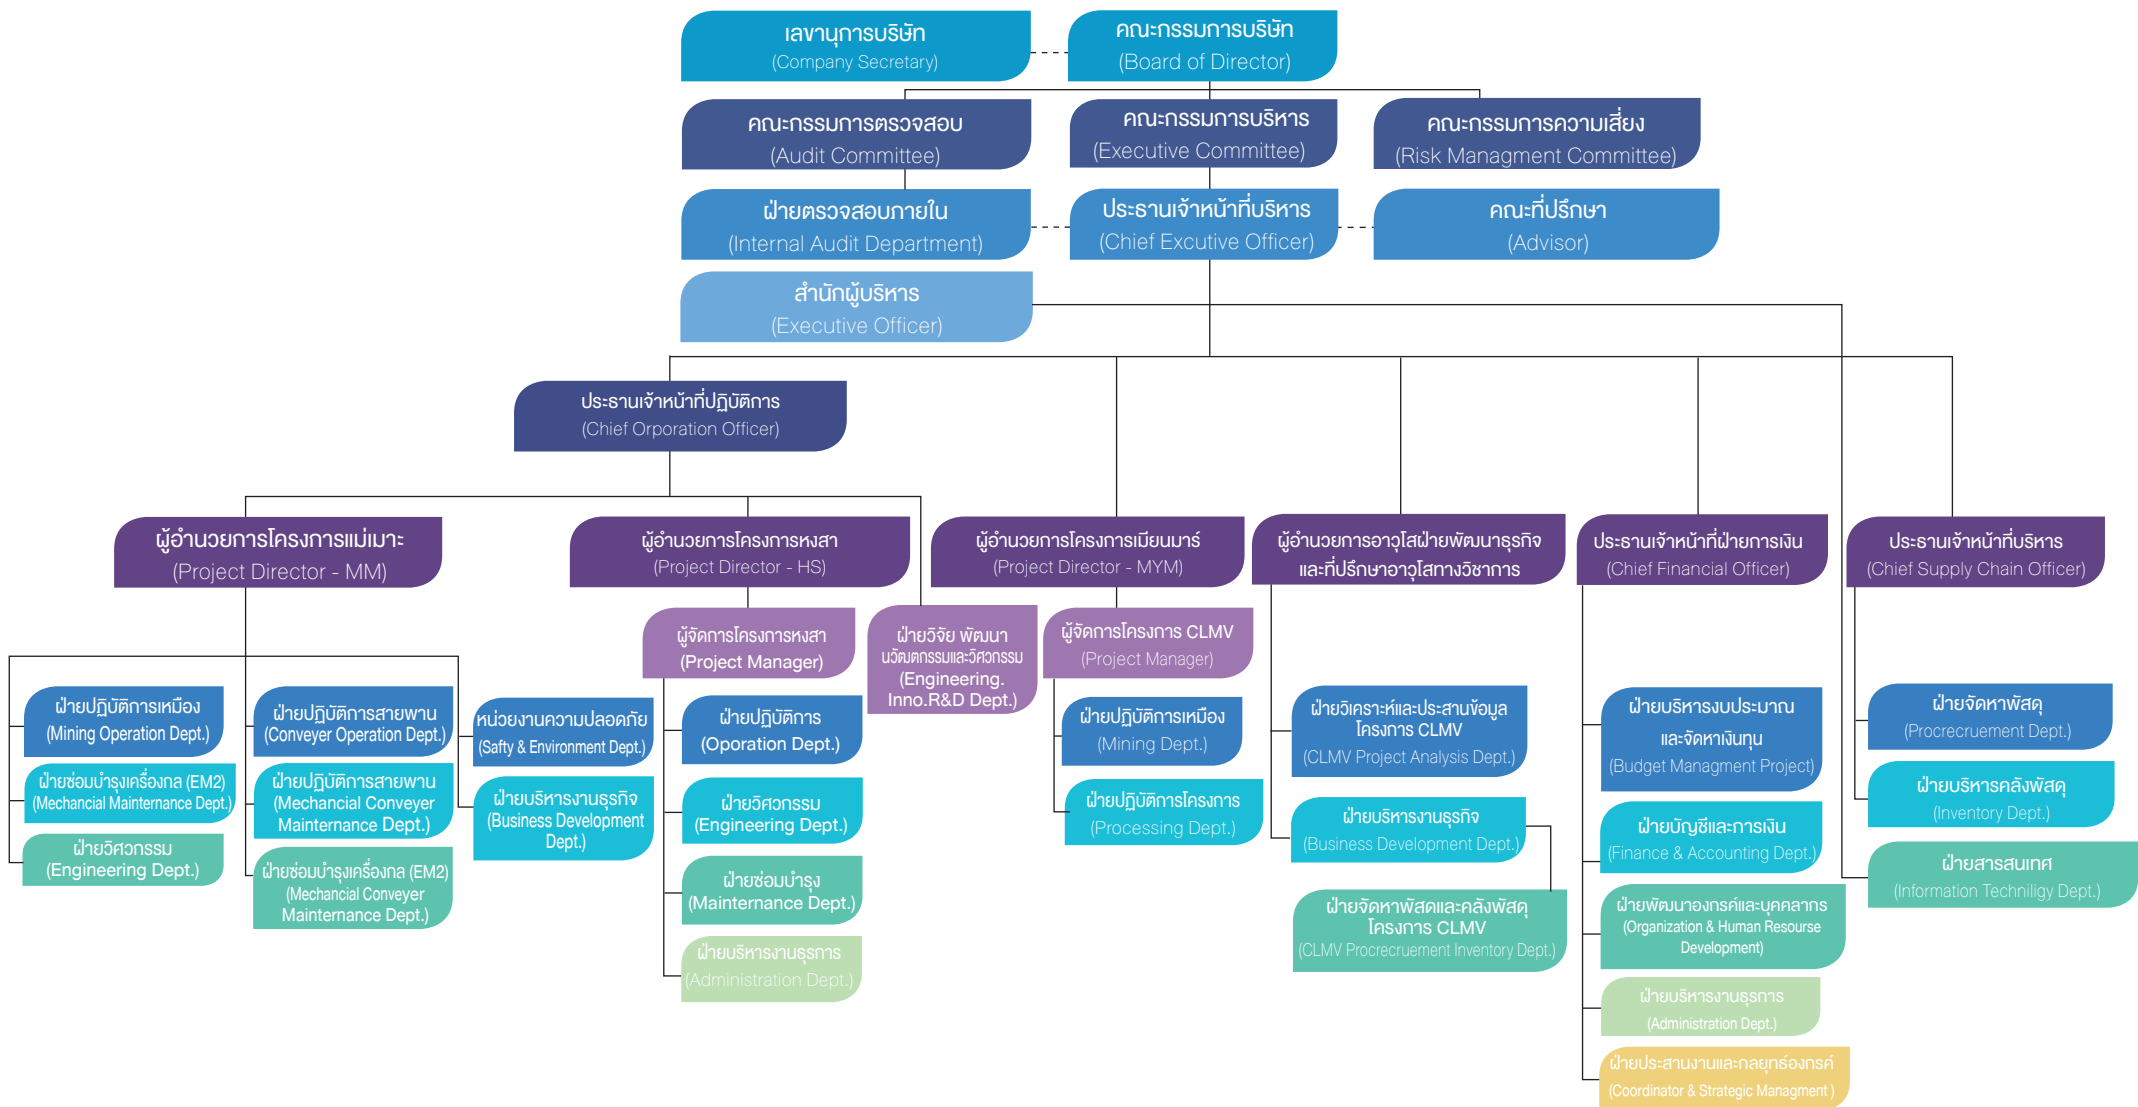 เลขานุการบริษัท
(Company Secretary)
คณะกรรมการบริษัท
(Board of Director)
คณะกรรมการตรวจสอบ
(Audit Committee)
คณะกรรมการบริหาร
(Executive Committee)
คณะกรรมการความเสี่ยง
(Risk Managment Committee)
ฝ่ายตรวจสอบภายใน
(Internal Audit Department)
ประธานเจ้าหน้าที่บริหาร
(Chief Excutive Officer)
คณะที่ปรึกษา
(Advisor)
สำนักผู้บริหาร
(Executive Officer)
ประธานเจ้าหน้าที่ปฏิบัติการ
(Chief Orporation Officer)
ผู้อำนวยการโครงการแม่เมาะ
(Project Director - MM)
ผู้อำนวยการโครงการหงสา
(Project Director - HS)
ผู้อำนวยการโครงการเมียนมาร์
(Project Director - MYM)
ผู้อำนวยการอาวุโสฝ่ายพัฒนาธุรกิจ
และที่ปรึกษาอาวุโสทางวิชาการ
ประธานเจ้าหน้าที่ฝ่ายการเงิน
(Chief Financial Officer)
ประธานเจ้าหน้าที่บริหาร
(Chief Supply Chain Officer)
ผู้จัดการโครงการหงสา
(Project Manager)
ฝ่ายวิจัย พัฒนา
นวัฒตกรรมและวิศวกรรม
(Engineering.
Inno.R&D Dept.)
ผู้จัดการโครงการ CLMV
(Project Manager)
ฝ่ายปฏิบัติการเหมือง
(Mining Operation Dept.)
ฝ่ายซ่อมบำรุงเครื่องกล (EM2)
(Mechancial Mainternance Dept.)
ฝ่ายวิศวกรรม
(Engineering Dept.)
ฝ่ายปฏิบัติการสายพาน
(Conveyer Operation Dept.)
ฝ่ายปฏิบัติการสายพาน
(Mechancial Conveyer
Mainternance Dept.)
ฝ่ายซ่อมบำรุงเครื่องกล (EM2)
(Mechancial Conveyer
Mainternance Dept.)
หน่วยงานความปลอดภัย
(Safty & Environment Dept.)
ฝ่ายบริหารงานธุรกิจ
(Business Development
Dept.)
ฝ่ายปฏิบัติการ
(Oporation Dept.)
ฝ่ายวิศวกรรม
(Engineering Dept.)
ฝ่ายซ่อมบำรุง
(Mainternance Dept.)
ฝ่ายบริหารงานธุรการ
(Administration Dept.)
ฝ่ายปฏิบัติการเหมือง
(Mining Dept.)
ฝ่ายปฏิบัติการโครงการ
(Processing Dept.)
ฝ่ายวิเคราะห์และประสานข้อมูล
โครงการ CLMV
(CLMV Project Analysis Dept.)
ฝ่ายบริหารงานธุรกิจ
(Business Development Dept.)
ฝ่ายจัดหาพัสดและคลังพัสดุ
โครงการ CLMV
(CLMV Procrecruement Inventory Dept.)
ฝ่ายบริหารงบประมาณ
และจัดหาเงินทุน
(Budget Managment Project)
ฝ่ายบัญชีและการเงิน
(Finance & Accounting Dept.)
ฝ่ายพัฒนาองกรค์และบุคคลากร
(Organization & Human Resourse
Development)
ฝ่ายบริหารงานธุรการ
(Administration Dept.)
ฝ่ายประสานงานและกลยุทธ์องกรค์
(Coordinator & Strategic Managment )
ฝ่ายจัดหาพัสดุ
(Procrecruement Dept.)
ฝ่ายบริหารคลังพัสดุ
(Inventory Dept.)
ฝ่ายสารสนเทศ
(Information Techniligy Dept.)